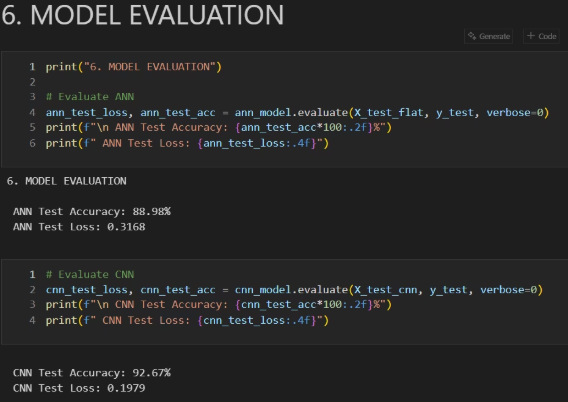 6. MODEL EVALUATION
Generate + Code
1 print("6. MODEL EVALUATION")
2
3 # Evaluate ANN
4 ann_test_loss, ann_test_acc = ann_model.evaluate(X_test_flat, y_test, verbose=0)
5 print(f"\n ANN Test Accuracy: {ann_test_acc*100:.2f}%")
6 print(f" ANN Test Loss: {ann_test_loss:.4f}")
6. MODEL EVALUATION
ANN Test Accuracy: 88.98%
ANN Test Loss: 0.3168
1 # Evaluate CNN
2 cnn_test_loss, cnn_test_acc = cnn_model.evaluate(X_test_cnn, y_test, verbose=0)
3 print(f"\n CNN Test Accuracy: {cnn_test_acc*100:.2f}%")
4 print(f" CNN Test Loss: {cnn_test_loss:.4f}")
CNN Test Accuracy: 92.67%
CNN Test Loss: 0.1979